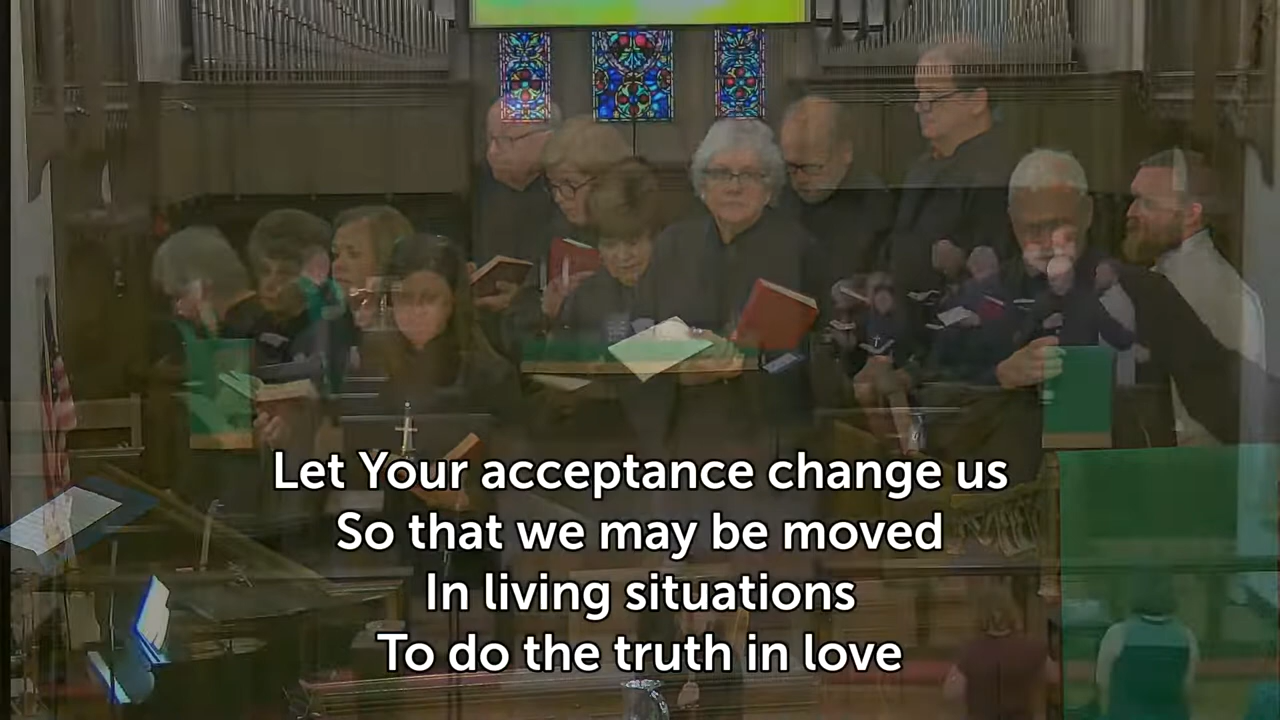 Let Your acceptance change us
So that we may be moved
In living situations
To do the truth in love